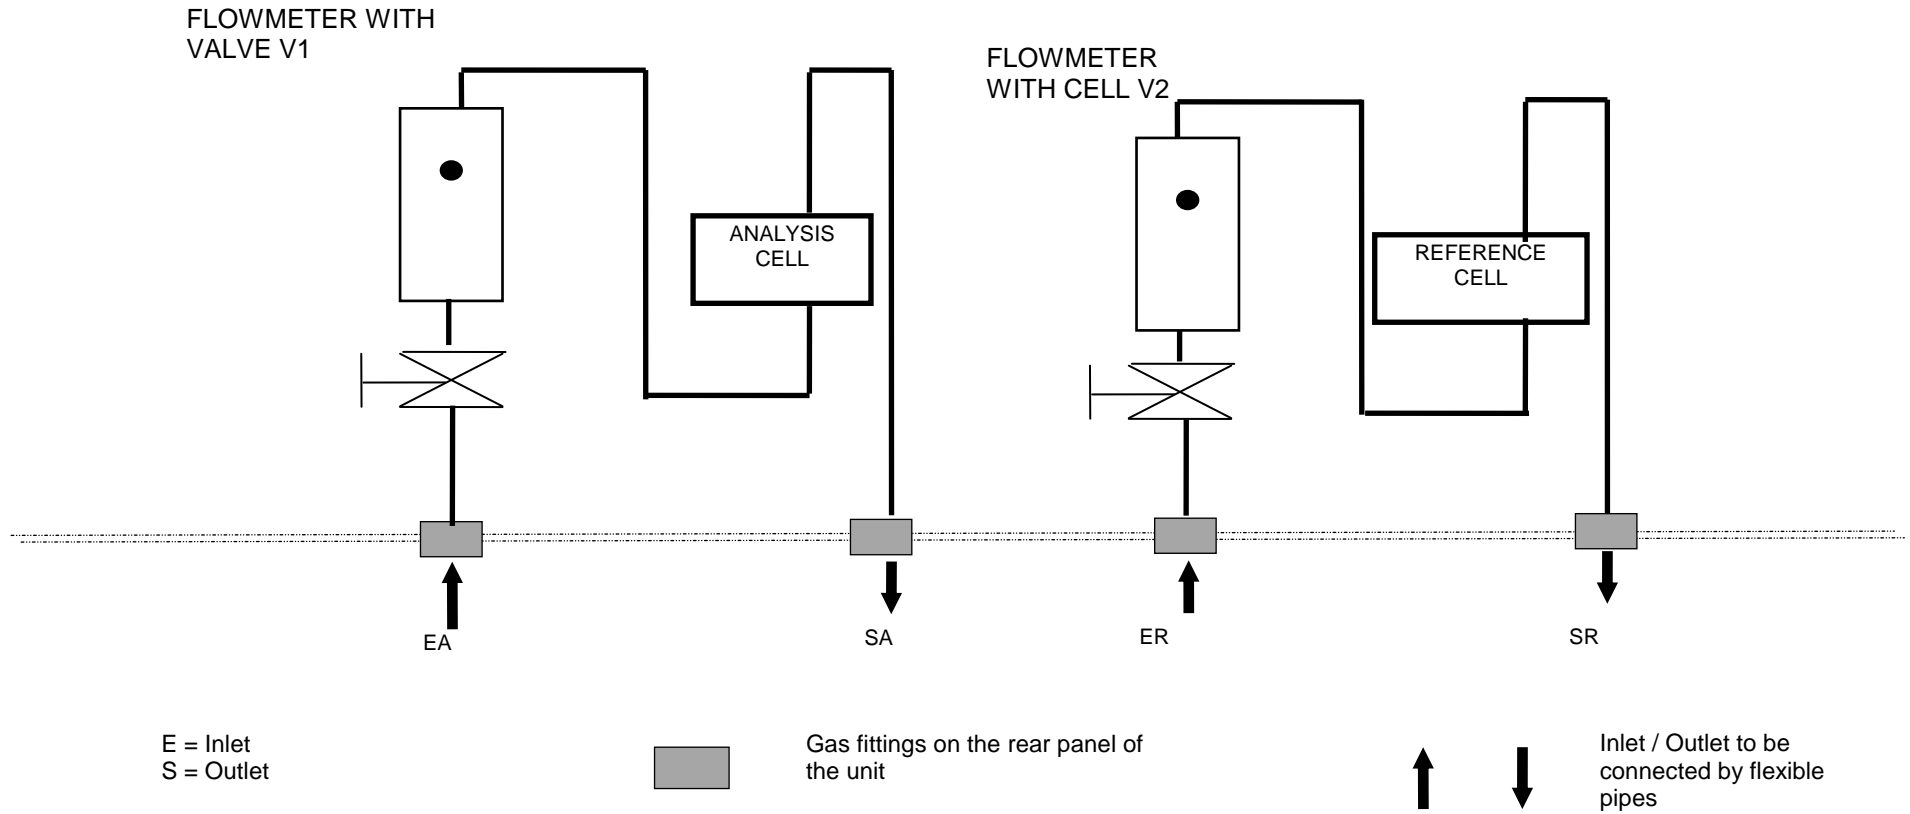 FLOWMETER WITH
VALVE V1
FLOWMETER
WITH CELL V2
ANALYSIS
CELL
REFERENCE
CELL
EA
SA
ER
SR
E = Inlet
S = Outlet
Gas fittings on the rear panel of
the unit
Inlet / Outlet to be
connected by flexible
pipes